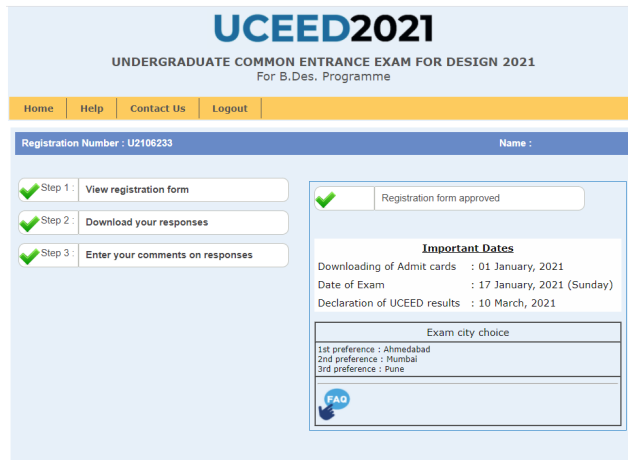 UCEED2021
UNDERGRADUATE COMMON ENTRANCE EXAM FOR DESIGN 2021
For B.Des. Programme
Home Help Contact Us Logout
Registration Number : U2106233 Name :
Step 1 : View registration form
Step 2 : Download your responses
Step 3 : Enter your comments on responses
Registration form approved
Important Dates
Downloading of Admit cards : 01 January, 2021
Date of Exam : 17 January, 2021 (Sunday)
Declaration of UCEED results : 10 March, 2021
Exam city choice
1st preference : Ahmedabad
2nd preference : Mumbai
3rd preference : Pune
FAQ